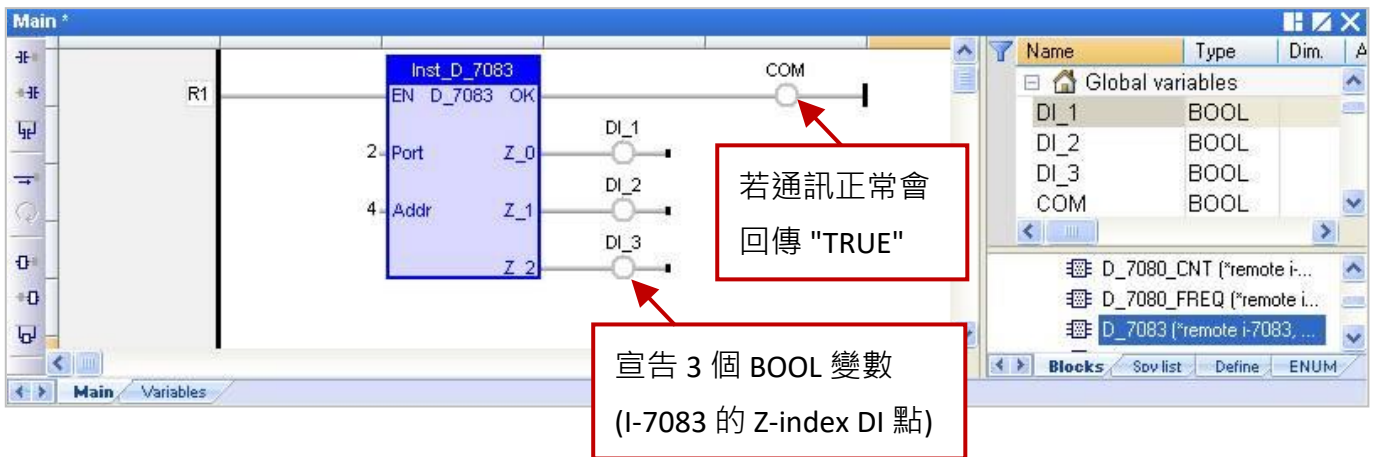 Main *
Inst_D_7083
COM
R1
EN D_7083 OK
DI_1
2
Port
Z_0
DI_2
4
Addr
Z_1
DI_3
Z_2
若通訊正常會
回傳 "TRUE"
宣告 3 個 BOOL 變數
(I-7083 的 Z-index DI 點)
Main
Variables
Name Type Dim. A
Global variables
DI_1 BOOL
DI_2 BOOL
DI_3 BOOL
COM BOOL
D_7080_CNT (*remote i-...
D_7080_FREQ (*remote i...
D_7083 (*remote i-7083, ...
Blocks Spy list Define ENUM